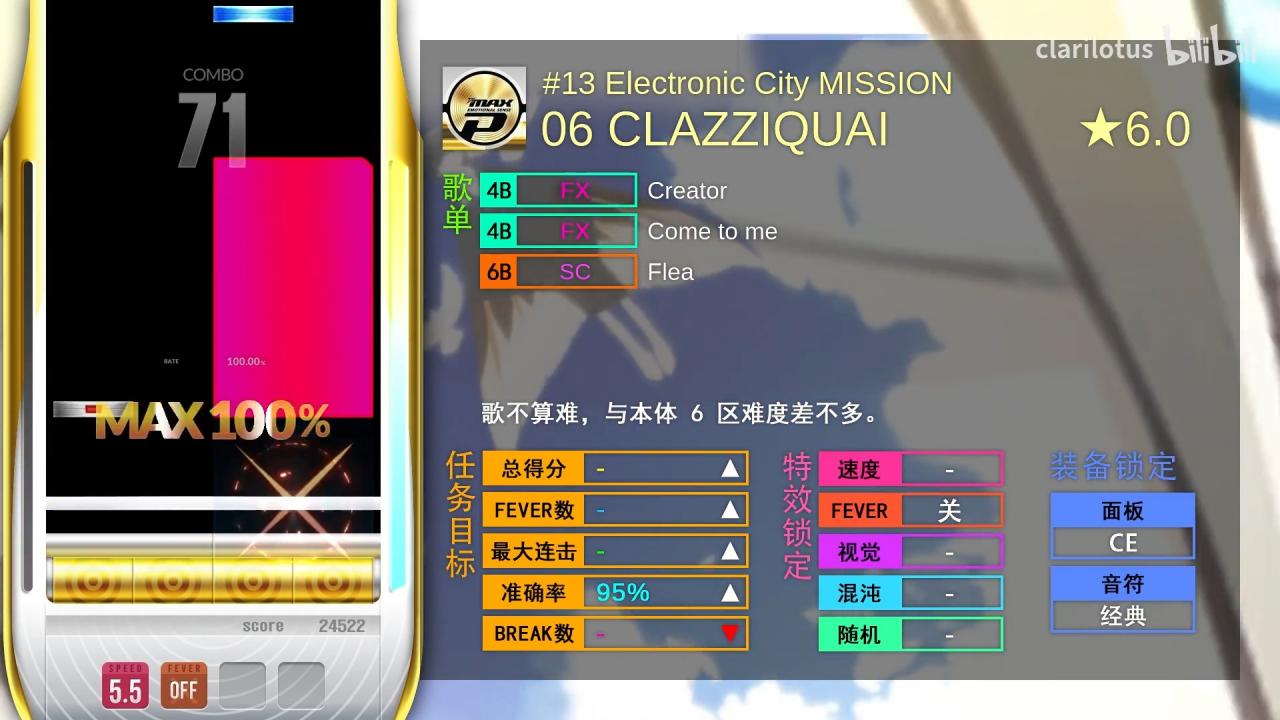 COMBO
71
RATE 100.00%
MAX 100%
score 24522
SPEED
5.5
FEVER
OFF
clarilotus bilibili
MAX
EMOTIONAL SENSE
P
#13 Electronic City MISSION
06 CLAZZIQUAI
★6.0
歌单
4B FX Creator
4B FX Come to me
6B SC Flea
歌不算难，与本体 6 区难度差不多。
任务目标
总得分 - ▲
FEVER数 - ▲
最大连击 - ▲
准确率 95% ▲
BREAK数 - ▼
特效锁定
速度 -
FEVER 关
视觉 -
混沌 -
随机 -
装备锁定
面板
CE
音符
经典